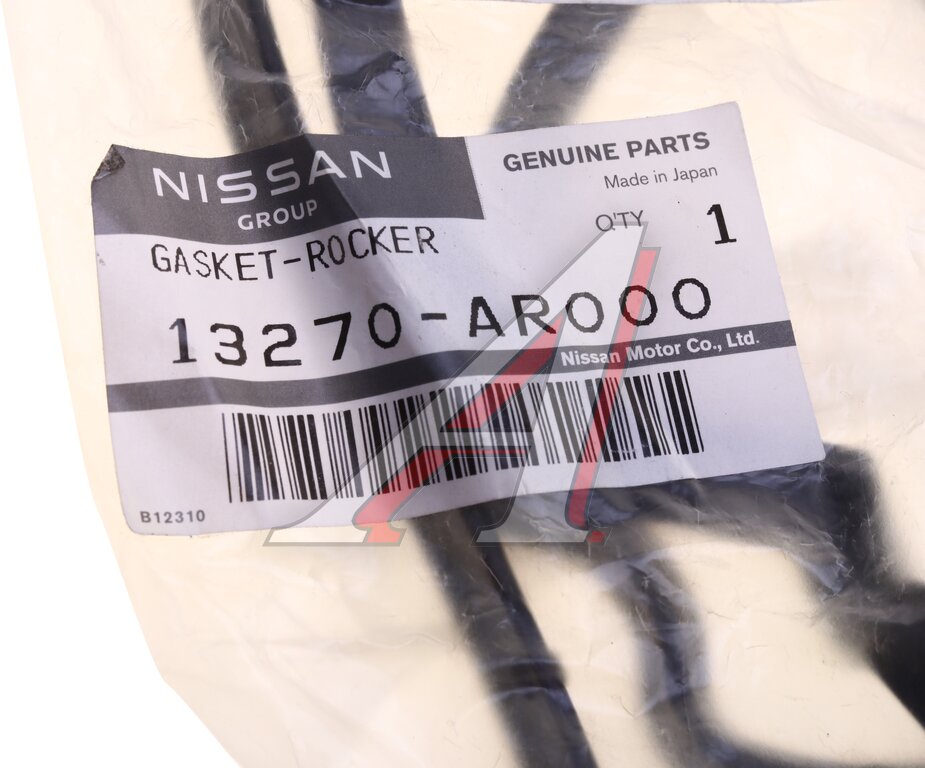 NISSAN
GROUP
GENUINE PARTS
Made in Japan
Q'TY 1
GASKET-ROCKER
13270-AR000
Nissan Motor Co., Ltd.
B12310